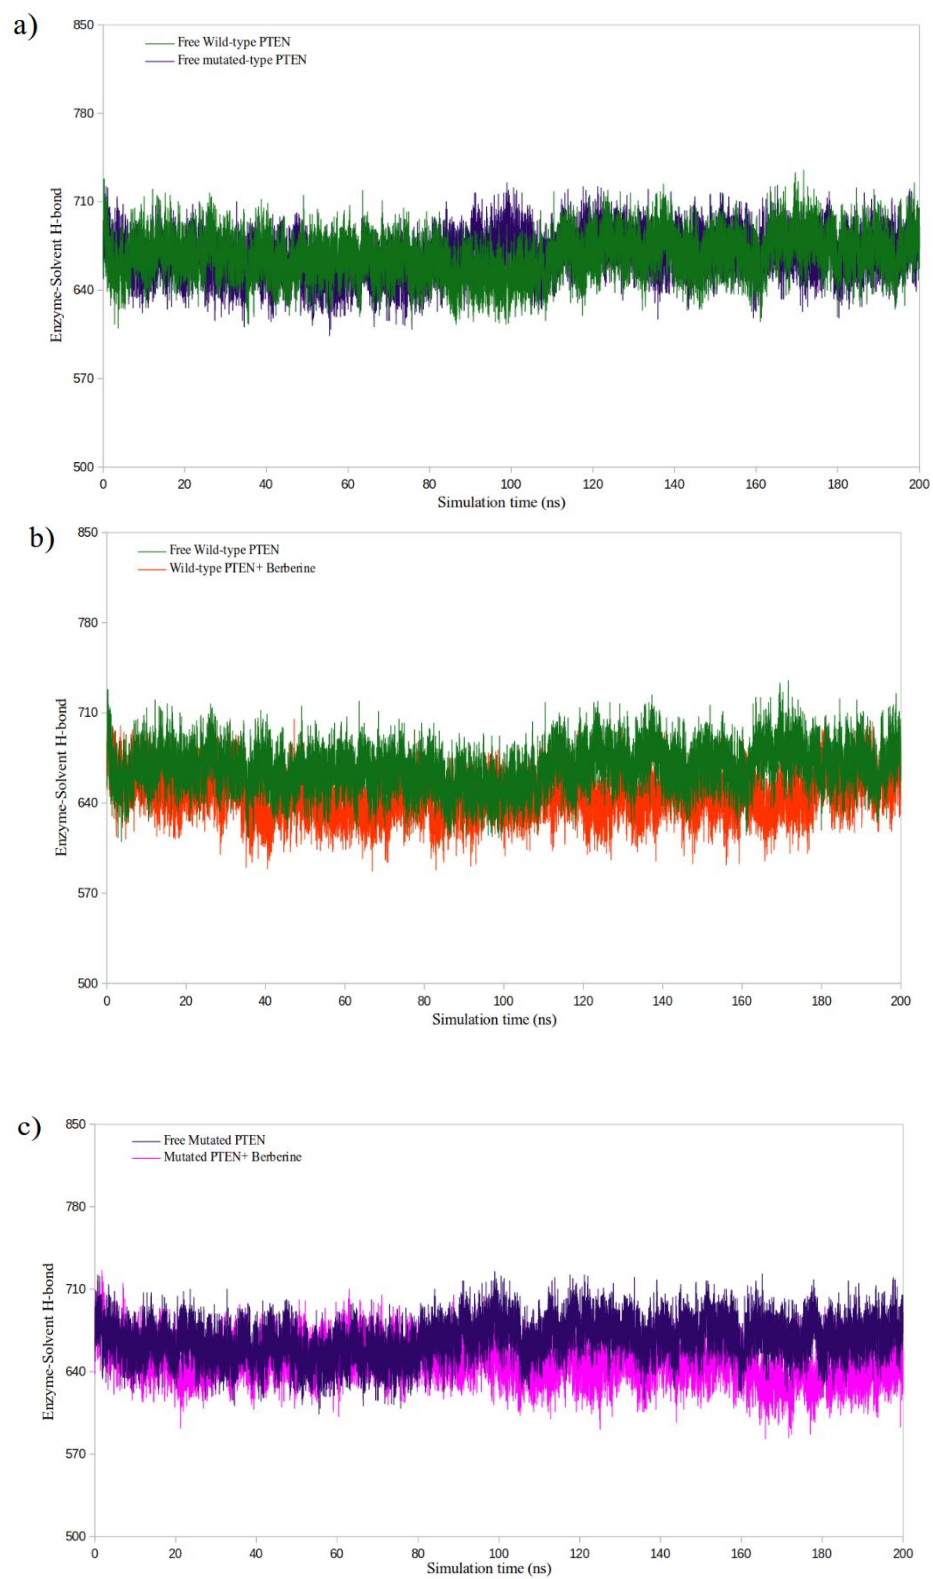 a)
850
780
710
640
570
500
Enzyme-Solvent H-bond
Free Wild-type PTEN
Free mutated-type PTEN
0 20 40 60 80 100 120 140 160 180 200
Simulation time (ns)
b)
850
780
710
640
570
500
Enzyme-Solvent H-bond
Free Wild-type PTEN
Wild-type PTEN+ Berberine
0 20 40 60 80 100 120 140 160 180 200
Simulation time (ns)
c)
850
780
710
640
570
500
Enzyme-Solvent H-bond
Free Mutated PTEN
Mutated PTEN+ Berberine
0 20 40 60 80 100 120 140 160 180 200
Simulation time (ns)